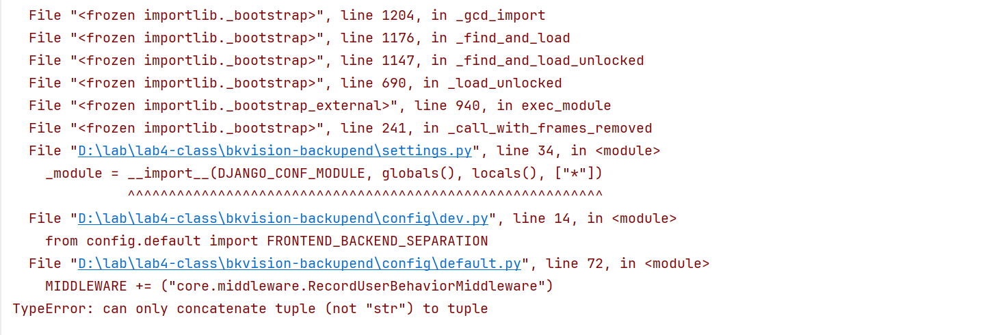 File "<frozen importlib._bootstrap>", line 1204, in _gcd_import
File "<frozen importlib._bootstrap>", line 1176, in _find_and_load
File "<frozen importlib._bootstrap>", line 1147, in _find_and_load_unlocked
File "<frozen importlib._bootstrap>", line 690, in _load_unlocked
File "<frozen importlib._bootstrap_external>", line 940, in exec_module
File "<frozen importlib._bootstrap>", line 241, in _call_with_frames_removed
File "D:\lab\lab4-class\bkvision-backupend\settings.py", line 34, in <module>
_module = __import__(DJANGO_CONF_MODULE, globals(), locals(), ["*"])
^^^^^^^^^^^^^^^^^^^^^^^^^^^^^^^^^^^^^^^^^^^^^^^^^^^^^^^^^^
File "D:\lab\lab4-class\bkvision-backupend\config\dev.py", line 14, in <module>
from config.default import FRONTEND_BACKEND_SEPARATION
File "D:\lab\lab4-class\bkvision-backupend\config\default.py", line 72, in <module>
MIDDLEWARE += ("core.middleware.RecordUserBehaviorMiddleware")
TypeError: can only concatenate tuple (not "str") to tuple